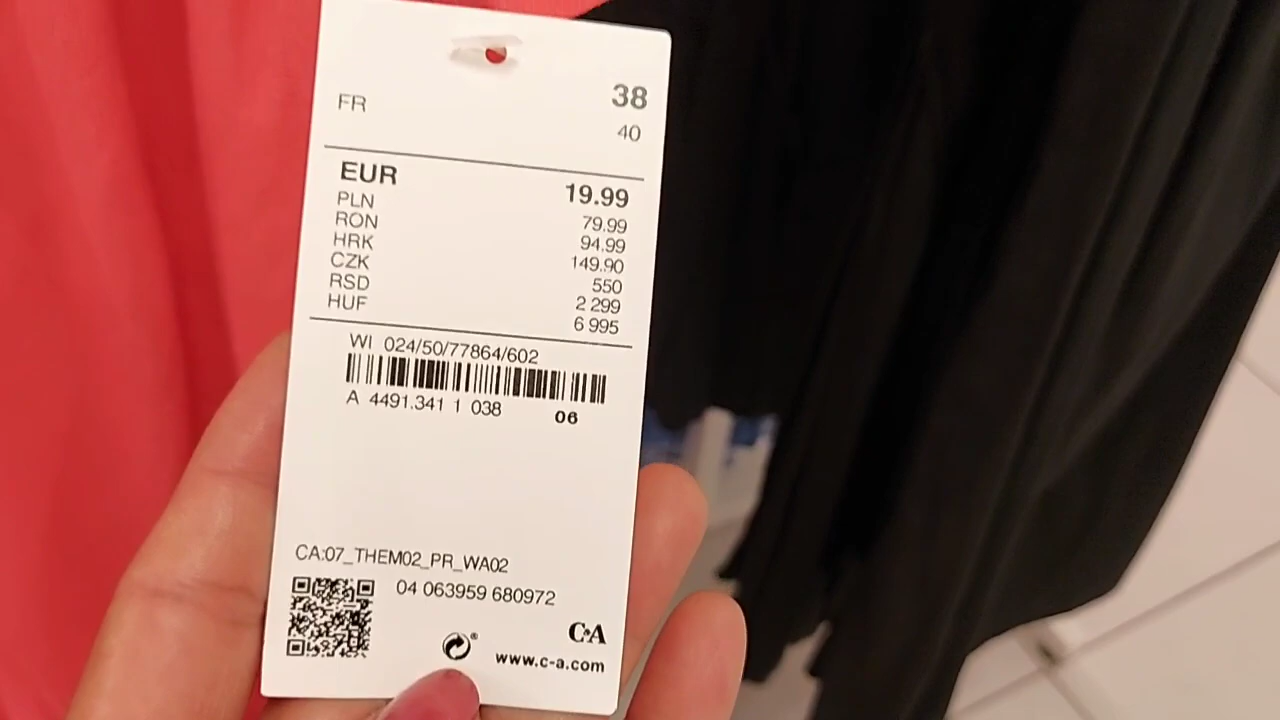 38
FR 40
EUR 19.99
PLN 79.99
RON 94.99
HRK 149.90
CZK 550
RSD 2 299
HUF 6 995
WI 024/50/77864/602
A 4491.341 1 038 06
CA:07_THEM02_PR_WA02
04 063959 680972
C&A
www.c-a.com